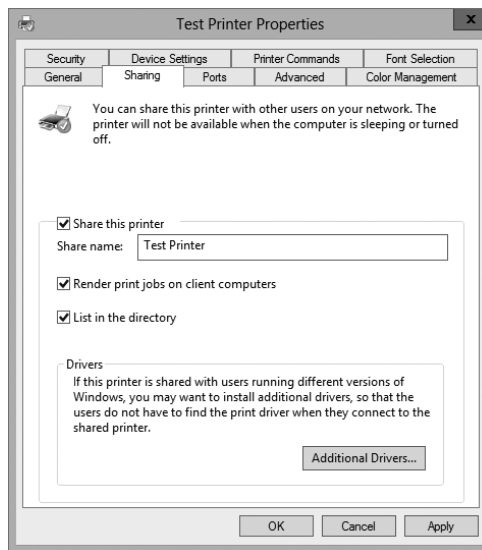 Test Printer Properties
x
Security Device Settings Printer Commands Font Selection
General Sharing Ports Advanced Color Management
You can share this printer with other users on your network. The
printer will not be available when the computer is sleeping or turned
off.
Share this printer
Share name: Test Printer
Render print jobs on client computers
List in the directory
Drivers
If this printer is shared with users running different versions of
Windows, you may want to install additional drivers, so that the
users do not have to find the print driver when they connect to the
shared printer.
Additional Drivers...
OK Cancel Apply